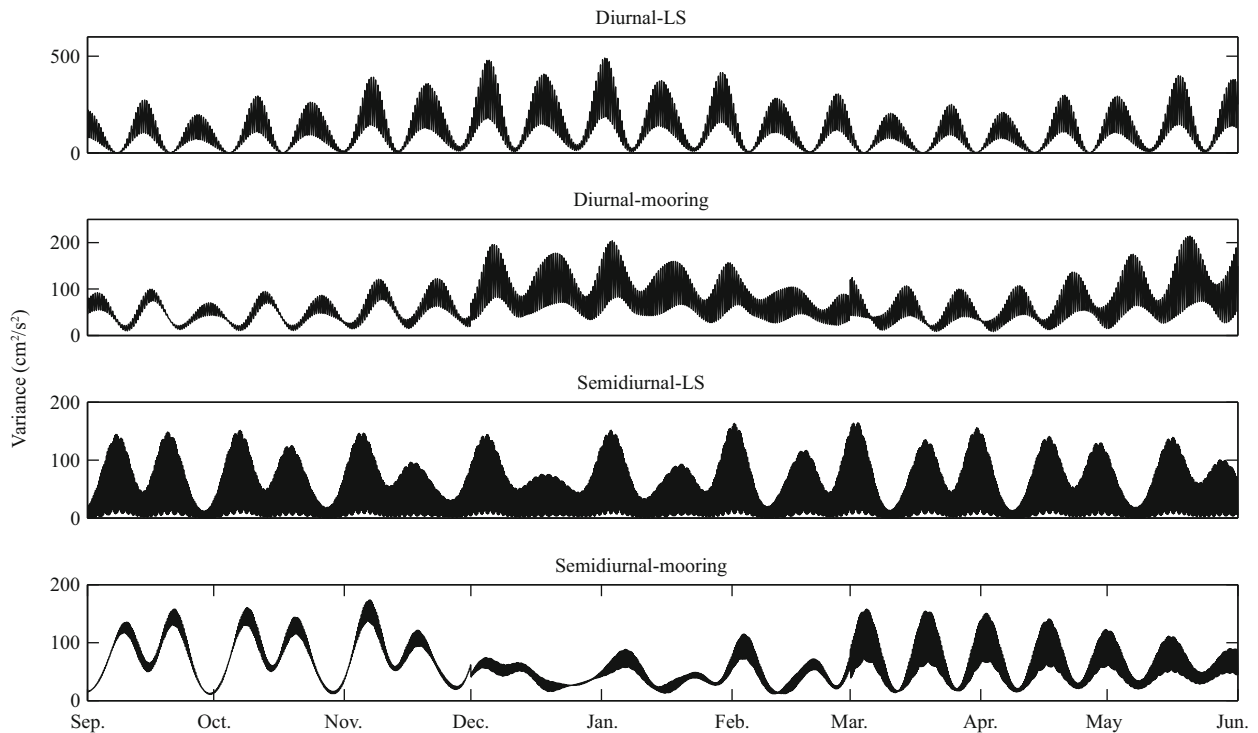 Diurnal-LS
500
0
Diurnal-mooring
200
100
0
Variance (cm²/s²)
Semidiurnal-LS
200
100
0
Semidiurnal-mooring
200
100
0
Sep. Oct. Nov. Dec. Jan. Feb. Mar. Apr. May Jun.